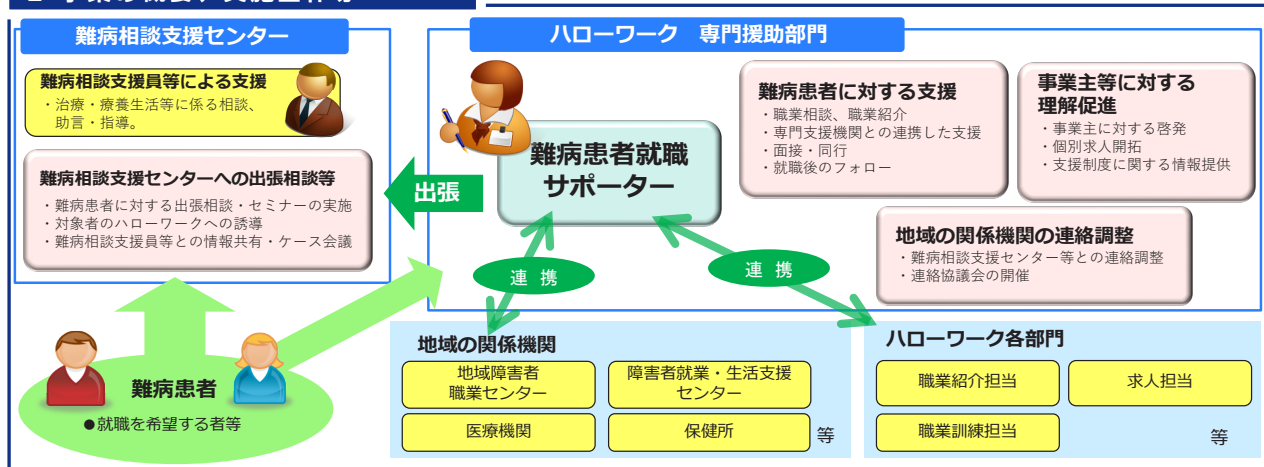 難病相談支援センター
難病相談支援員等による支援
・治療・療養生活等に係る相談、
助言・指導。
難病相談支援センターへの出張相談等
・難病患者に対する出張相談・セミナーの実施
・対象者のハローワークへの誘導
・難病相談支援員等との情報共有・ケース会議
出張
ハローワーク 専門援助部門
難病患者就職
サポーター
難病患者に対する支援
・職業相談、職業紹介
・専門支援機関との連携した支援
・面接・同行
・就職後のフォロー
事業主等に対する
理解促進
・事業主に対する啓発
・個別求人開拓
・支援制度に関する情報提供
地域の関係機関の連絡調整
・難病相談支援センター等との連絡調整
・連絡協議会の開催
連 携
連 携
難病患者
●就職を希望する者等
地域の関係機関
地域障害者
職業センター
障害者就業・生活支援
センター
医療機関
保健所
等
ハローワーク各部門
職業紹介担当
求人担当
職業訓練担当
等